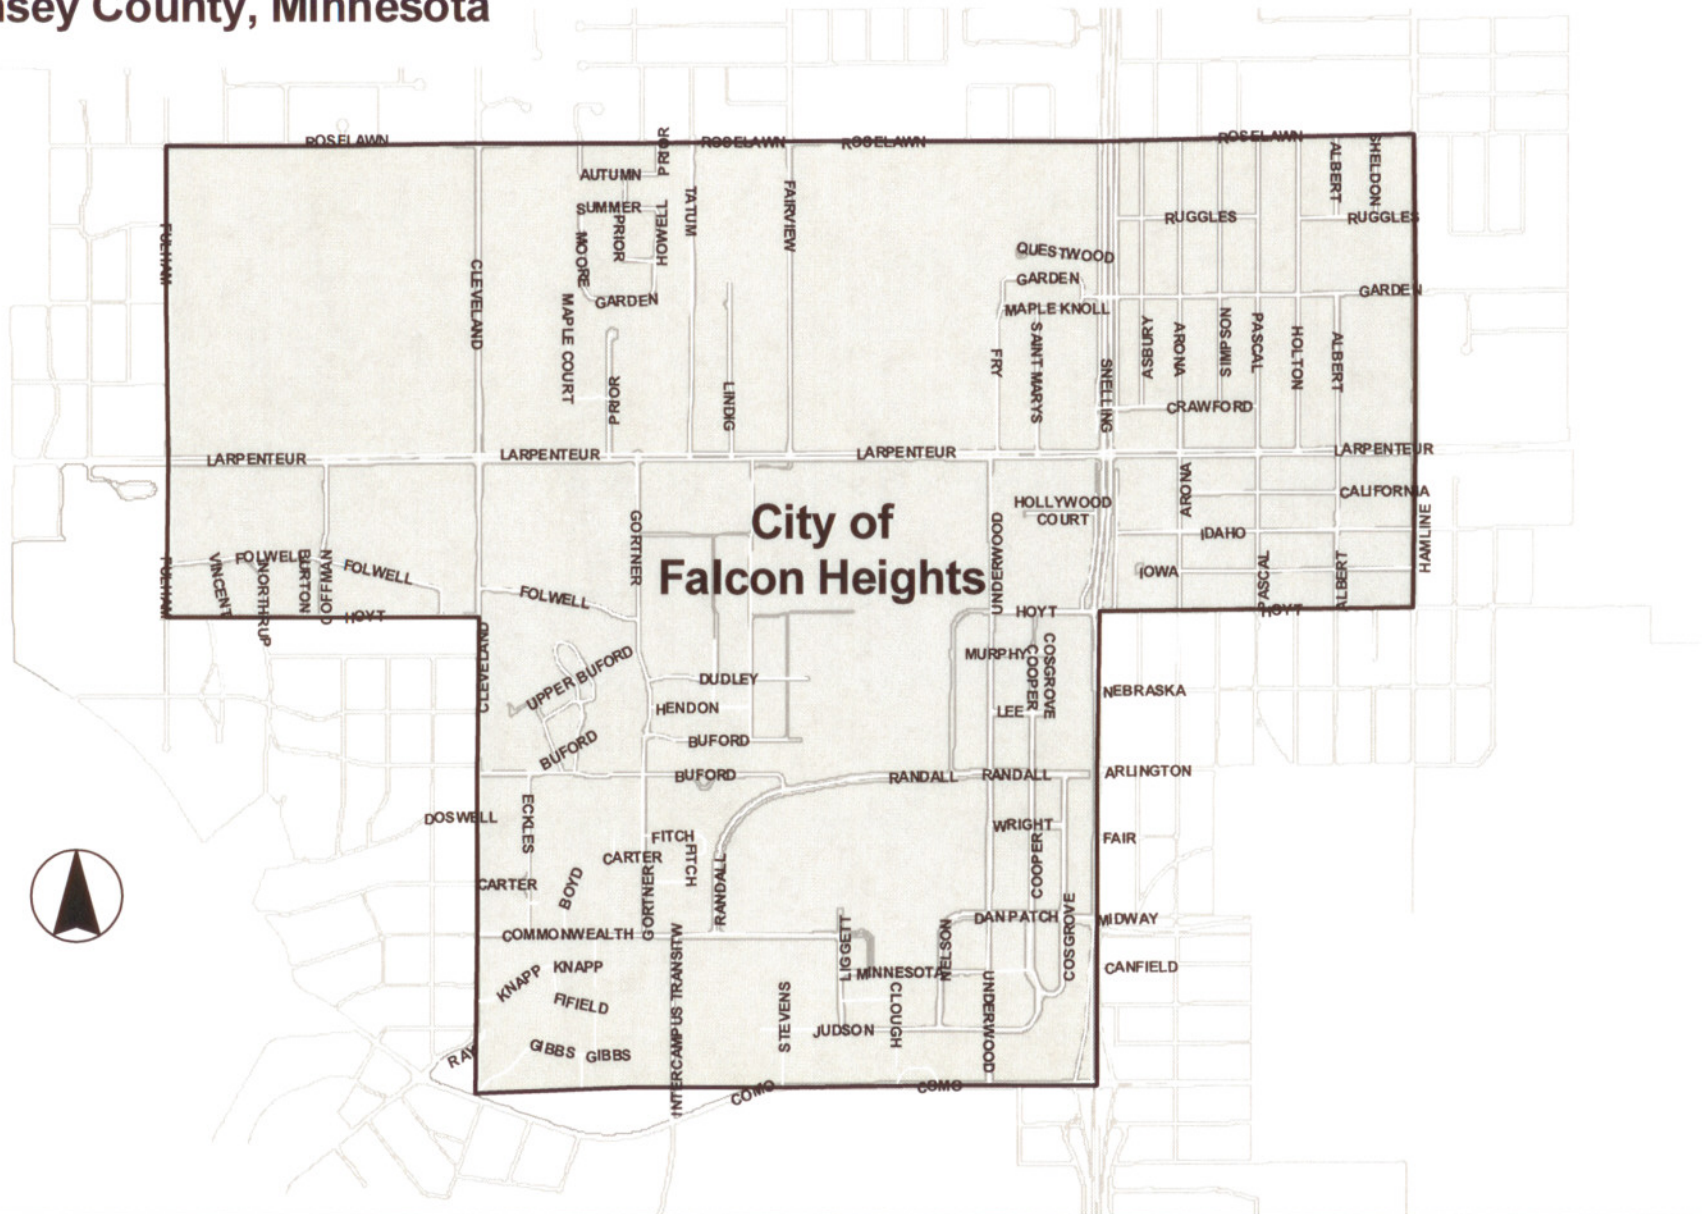 nsey County, Minnesota
ROSELAWN
ROSELAWN
ROSELAWN
ROSELAWN
PRIOR
AUTUMN
SUMMER
PRIOR
HOWELL
MOORE
GARDEN
TATUM
FAIRVIEW
ALBERT
SHELDON
RUGGLES
RUGGLES
FULHAM
CLEVELAND
QUESTWOOD
GARDEN
MAPLE KNOLL
GARDEN
MAPLE COURT
PRIOR
LINDIG
FRY
SAINT MARYS
SNELLING
ASBURY
ARONA
SIMPSON
PASCAL
HOLTON
ALBERT
CRAWFORD
LARPENTEUR
LARPENTEUR
LARPENTEUR
LARPENTEUR
City of
Falcon Heights
GORTNER
UNDERWOOD
HOLLYWOOD
COURT
ARONA
CALIFORNIA
IDAHO
HAMLINE
IOWA
PASCAL
ALBERT
FULHAM
VINCENT
FOLWELL
NORTHRUP
BURTON
COFFMAN
FOLWELL
HOYT
FOLWELL
HOYT
HOYT
CLEVELAND
UPPER BUFORD
BUFORD
DUDLEY
HENDON
BUFORD
BUFORD
MURPHY
COOPER
COSGROVE
LEE
NEBRASKA
RANDALL
RANDALL
ARLINGTON
DOSWELL
ECKLES
FITCH
CARTER
FITCH
WRIGHT
COOPER
FAIR
CARTER
BOYD
GORTNER
RANDALL
DAN PATCH
COSGROVE
MIDWAY
COMMONWEALTH
INTERCAMPUS TRANSITW
LIGGETT
NELSON
MINNESOTA
CANFIELD
KNAPP
KNAPP
FIFIELD
STEVENS
CLOUGH
UNDERWOOD
JUDSON
RAY
GIBBS
GIBBS
COMO
COMO